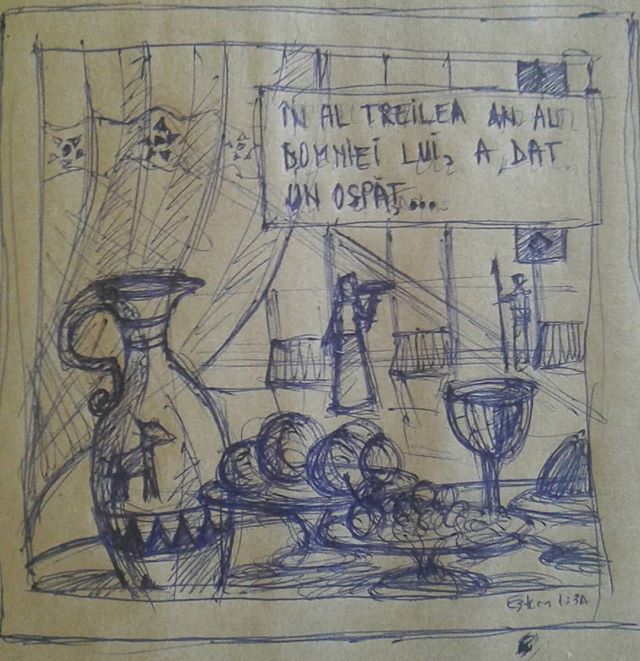 ÎN AL TREILEA AN AL
DOMNIEI LUI, A DAT
UN OSPĂȚ...